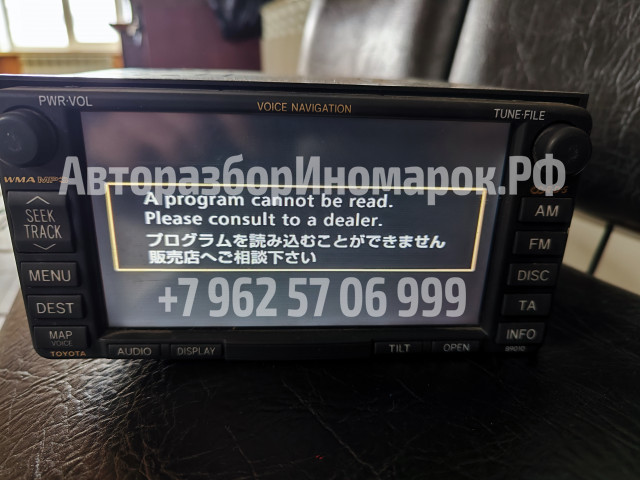 PWR·VOL
VOICE NAVIGATION
TUNE·FILE
WMA MP3
АвторазборИномарок.РФ
A program cannot be read.
Please consult to a dealer.
プログラムを読み込むことができません
販売店へご相談下さい
+7 962 57 06 999
SEEK
TRACK
MENU
DEST
MAP
VOICE
TOYOTA
AUDIO
DISPLAY
TILT
OPEN
AM
FM
DISC
TA
INFO